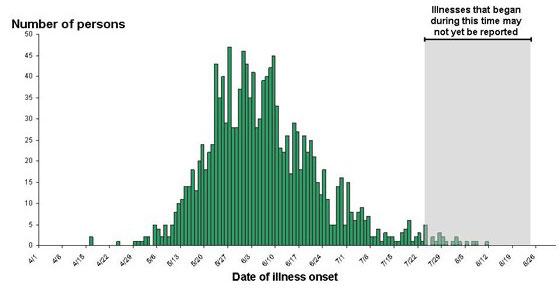 Number of persons
Illnesses that began
during this time may
not yet be reported
50
45
40
35
30
25
20
15
10
5
0
4/1 4/8 4/15 4/22 4/29 5/6 5/13 5/20 5/27 6/3 6/10 6/17 6/24 7/1 7/8 7/15 7/22 7/29 8/5 8/12 8/19 8/26
Date of illness onset